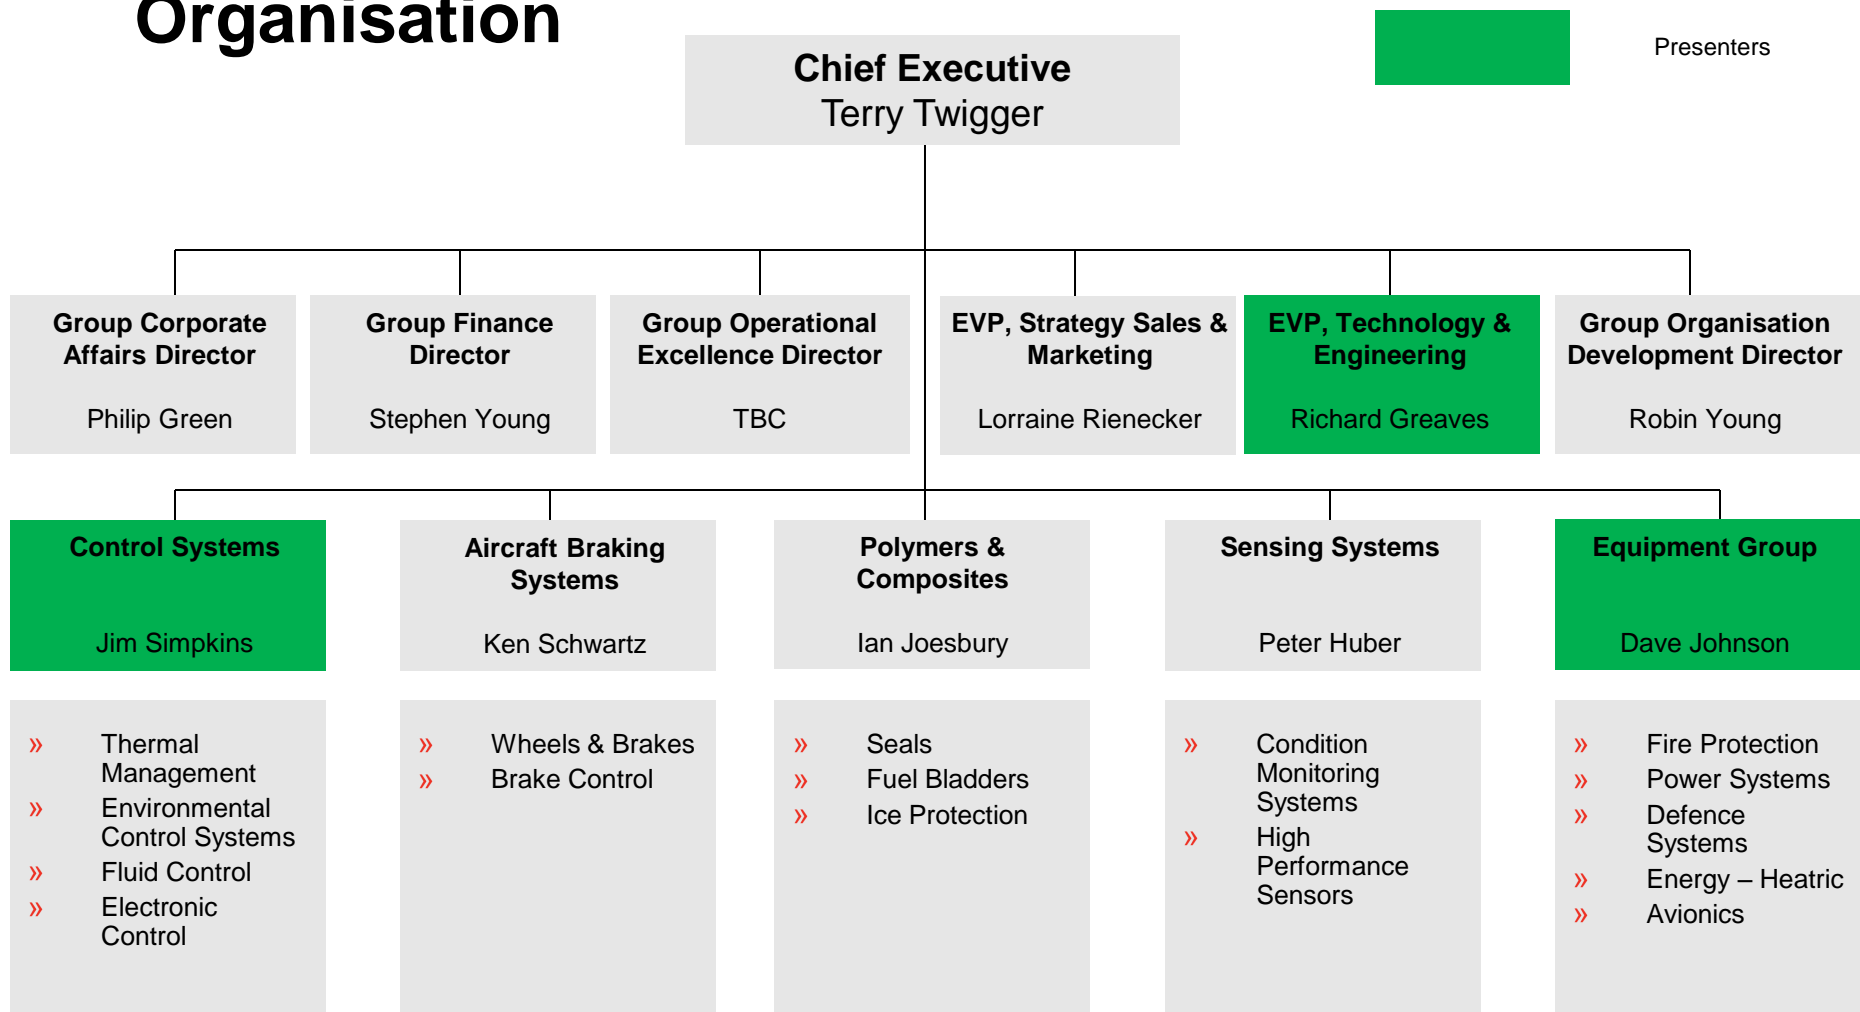 Organisation
Presenters
Chief Executive
Terry Twigger
Group Corporate
Affairs Director
Philip Green
Group Finance
Director
Stephen Young
Group Operational
Excellence Director
TBC
EVP, Strategy Sales &
Marketing
Lorraine Rienecker
EVP, Technology &
Engineering
Richard Greaves
Group Organisation
Development Director
Robin Young
Control Systems
Jim Simpkins
Aircraft Braking
Systems
Ken Schwartz
Polymers &
Composites
Ian Joesbury
Sensing Systems
Peter Huber
Equipment Group
Dave Johnson
» Thermal
Management
» Environmental
Control Systems
» Fluid Control
» Electronic
Control
» Wheels & Brakes
» Brake Control
» Seals
» Fuel Bladders
» Ice Protection
» Condition
Monitoring
Systems
» High
Performance
Sensors
» Fire Protection
» Power Systems
» Defence
Systems
» Energy – Heatric
» Avionics